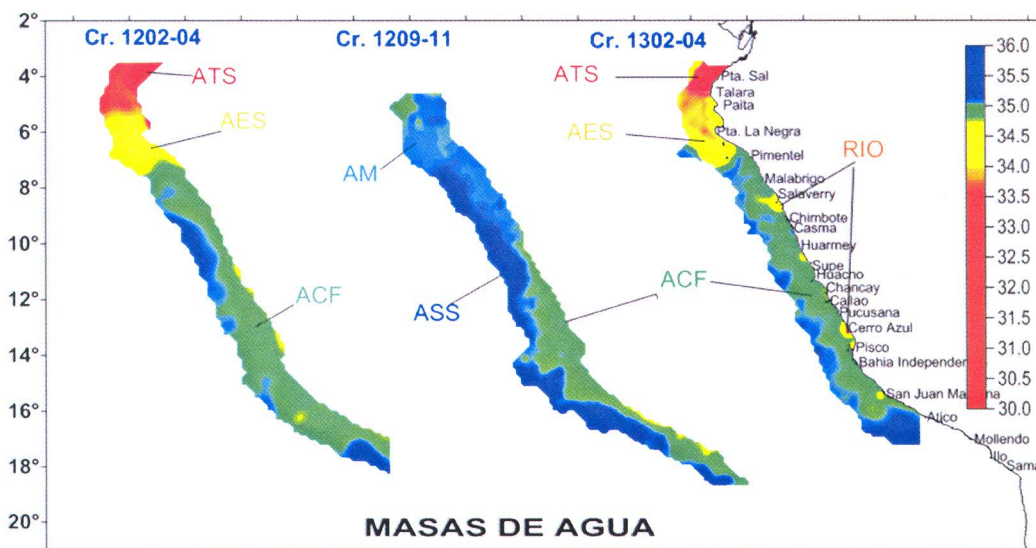 Cr. 1202-04
Cr. 1209-11
Cr. 1302-04
2°
4°
6°
8°
10°
12°
14°
16°
18°
20°
ATS
AES
ACF
AM
ASS
ACF
ATS
AES
RIO
Pta. Sal
Talara
Paita
Pta. La Negra
Pimentel
Malabrigo
Salaverry
Chimbote
Casma
Huarmey
Supe
Huacho
Chancay
Callao
Pucusana
Cerro Azul
Pisco
Bahia Independen
San Juan Ma
na
Atico
Mollendo
Ilo
Sama
36.0
35.5
35.0
34.5
34.0
33.5
33.0
32.5
32.0
31.5
31.0
30.5
30.0
MASAS DE AGUA